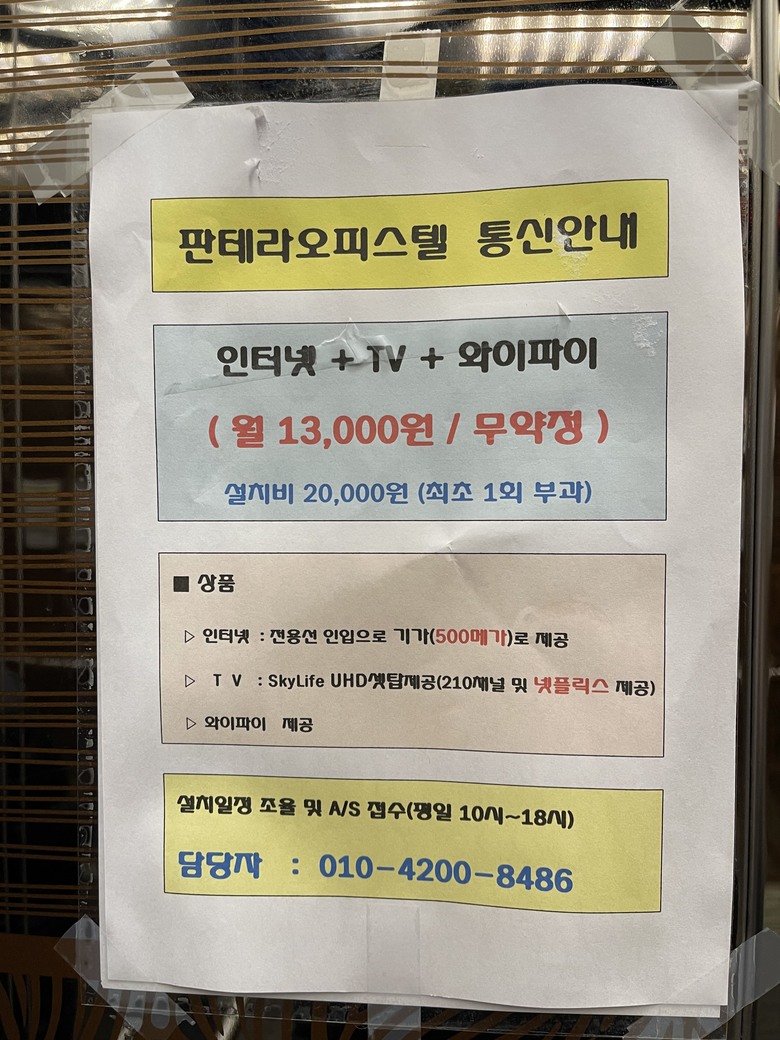 판테라오피스텔 통신안내
인터넷 + TV + 와이파이
( 월 13,000원 / 무약정 )
설치비 20,000원 (최초 1회 부과)
■ 상품
▷ 인터넷 : 전용선 인입으로 기가(500메가)로 제공
▷ T V : SkyLife UHD셋탑제공(210채널 및 넷플릭스 제공)
▷ 와이파이 제공
설치일정 조율 및 A/S 접수(평일 10시~18시)
담당자 : 010-4200-8486